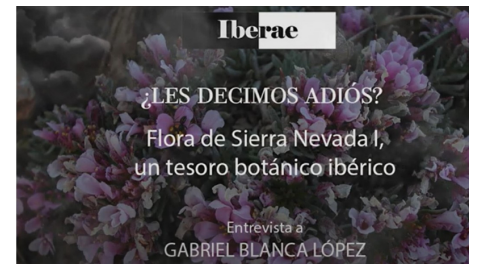 Iberae
¿LES DECIMOS ADIÓS?
Flora de Sierra Nevada I,
un tesoro botánico ibérico
Entrevista a
GABRIEL BLANCA LÓPEZ